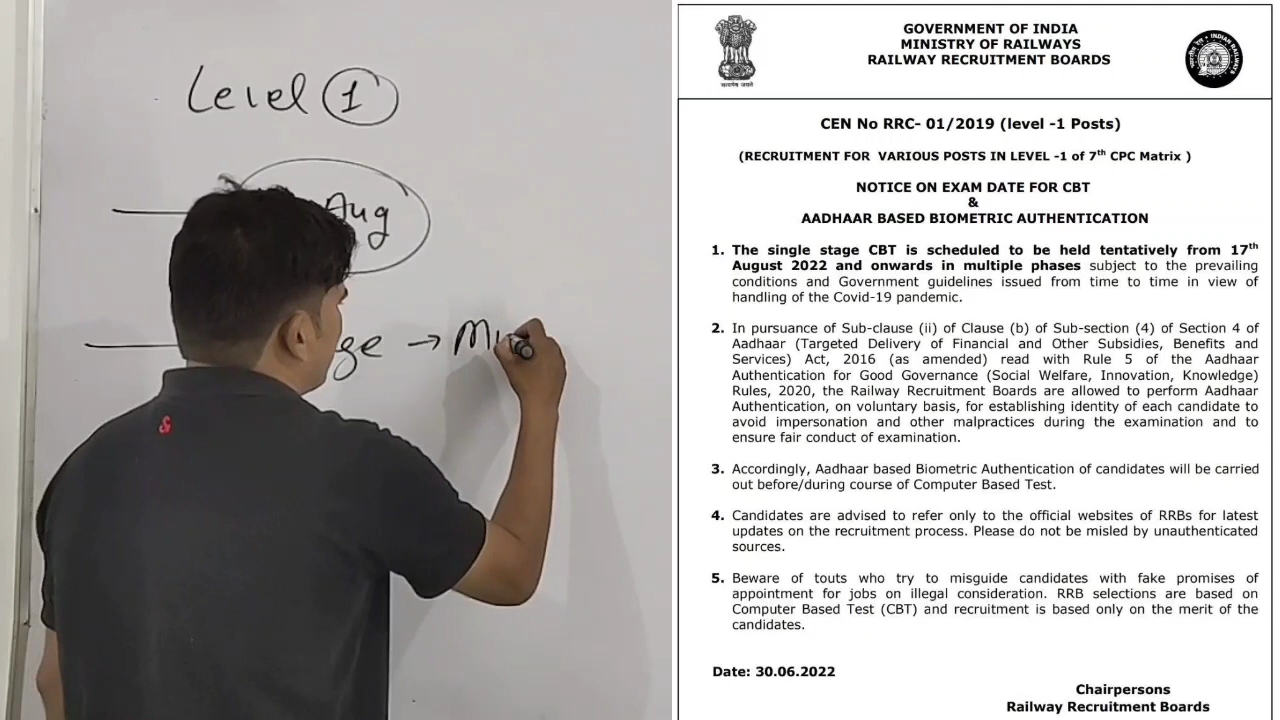 Level 1
Aug
ge → Mi
GOVERNMENT OF INDIA
MINISTRY OF RAILWAYS
RAILWAY RECRUITMENT BOARDS
सत्यमेव जयते
CEN No RRC- 01/2019 (level -1 Posts)
(RECRUITMENT FOR VARIOUS POSTS IN LEVEL -1 of 7th CPC Matrix )
NOTICE ON EXAM DATE FOR CBT
&
AADHAAR BASED BIOMETRIC AUTHENTICATION
1. The single stage CBT is scheduled to be held tentatively from 17th
August 2022 and onwards in multiple phases subject to the prevailing
conditions and Government guidelines issued from time to time in view of
handling of the Covid-19 pandemic.
2. In pursuance of Sub-clause (ii) of Clause (b) of Sub-section (4) of Section 4 of
Aadhaar (Targeted Delivery of Financial and Other Subsidies, Benefits and
Services) Act, 2016 (as amended) read with Rule 5 of the Aadhaar
Authentication for Good Governance (Social Welfare, Innovation, Knowledge)
Rules, 2020, the Railway Recruitment Boards are allowed to perform Aadhaar
Authentication, on voluntary basis, for establishing identity of each candidate to
avoid impersonation and other malpractices during the examination and to
ensure fair conduct of examination.
3. Accordingly, Aadhaar based Biometric Authentication of candidates will be carried
out before/during course of Computer Based Test.
4. Candidates are advised to refer only to the official websites of RRBs for latest
updates on the recruitment process. Please do not be misled by unauthenticated
sources.
5. Beware of touts who try to misguide candidates with fake promises of
appointment for jobs on illegal consideration. RRB selections are based on
Computer Based Test (CBT) and recruitment is based only on the merit of the
candidates.
Date: 30.06.2022
Chairpersons
Railway Recruitment Boards